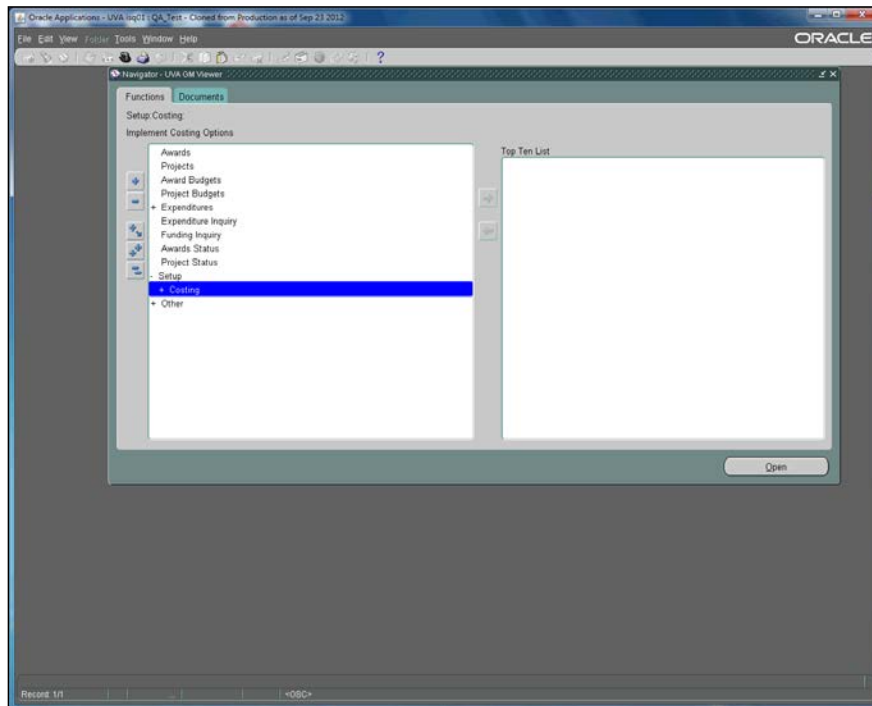 Oracle Applications - UVA isq01 : QA_Test - Cloned from Production as of Sep 23 2012
File Edit View Folder Tools Window Help
ORACLE
?
Navigator - UVA GM Viewer
Functions Documents
Setup:Costing:
Implement Costing Options
Top Ten List
Awards
Projects
Award Budgets
Project Budgets
+ Expenditures
Expenditure Inquiry
Funding Inquiry
Awards Status
Project Status
- Setup
+ Costing
+ Other
Open
Record: 1/1 ... <OSC>